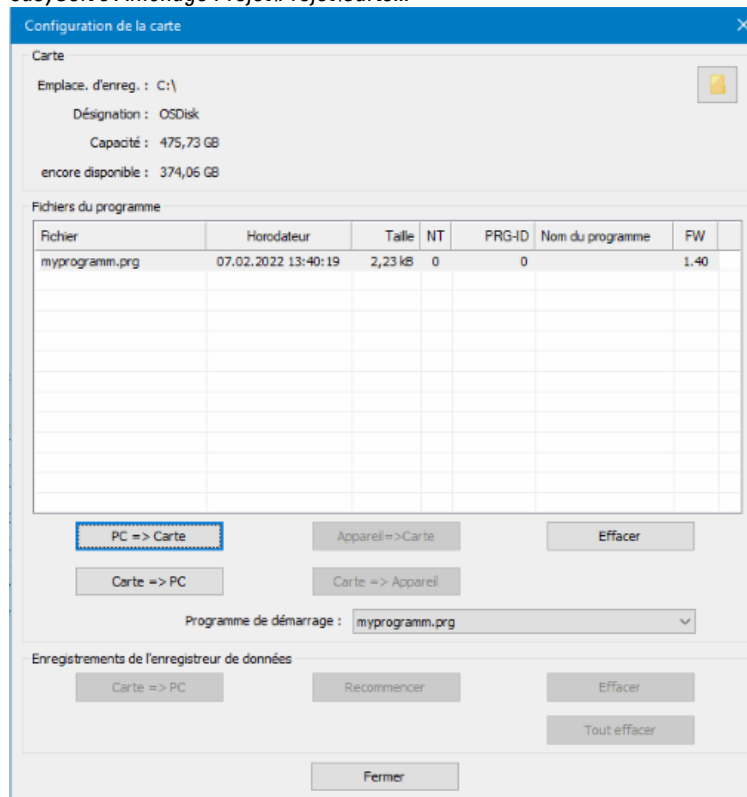 Configuration de la carte
Carte
Emplace. d'enreg. : C:\
Désignation : OSDisk
Capacité : 475,73 GB
encore disponible : 374,06 GB
Fichiers du programme
Fichier Horodateur Taille NT PRG-ID Nom du programme FW
myprogramm.prg 07.02.2022 13:40:19 2,23 kB 0 0 1.40
PC => Carte Appareil=>Carte Effacer
Carte => PC Carte => Appareil
Programme de démarrage : myprogramm.prg
Enregistrements de l'enregistreur de données
Carte => PC Recommencer Effacer
Tout effacer
Fermer